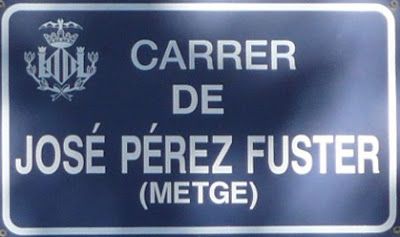 CARRER
DE
JOSÉ PÉREZ FUSTER
(METGE)